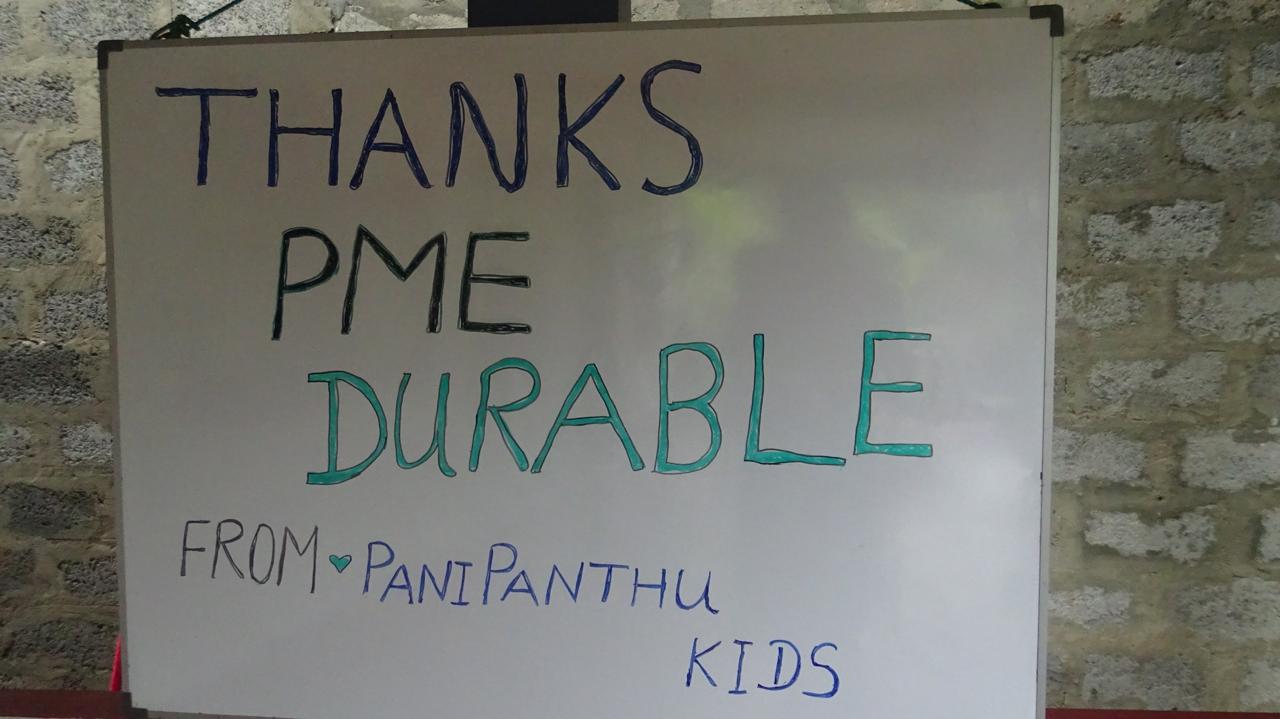 THANKS
PME
DURABLE
FROM ♥ PANIPANTHU
KIDS